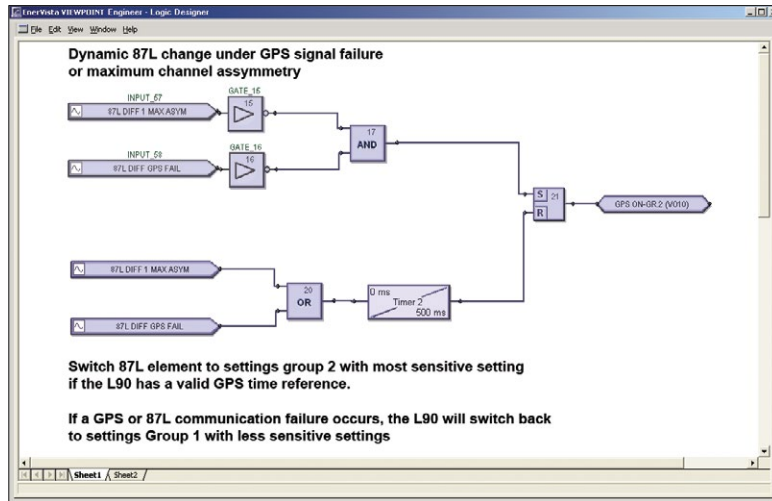 EnerVista VIEWPOINT Engineer - Logic Designer
File Edit View Window Help
Dynamic 87L change under GPS signal failure
or maximum channel assymmetry
INPUT_57
87L DIFF 1 MAX ASYM
GATE_15
15
17
AND
INPUT_58
87L DIFF GPS FAIL
GATE_16
16
S
21
R
GPS ON-GR.2 (VO10)
87L DIFF 1 MAX ASYM
20
OR
0 ms
Timer 2
500 ms
87L DIFF GPS FAIL
Switch 87L element to settings group 2 with most sensitive setting
if the L90 has a valid GPS time reference.
If a GPS or 87L communication failure occurs, the L90 will switch back
to settings Group 1 with less sensitive settings
Sheet1 Sheet2